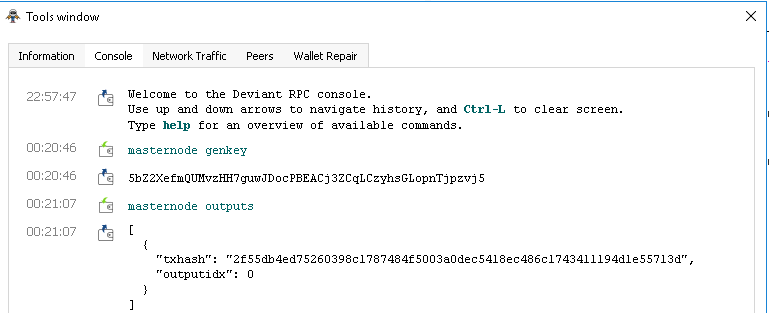 Tools window
Information Console Network Traffic Peers Wallet Repair
22:57:47 Welcome to the Deviant RPC console.
Use up and down arrows to navigate history, and Ctrl-L to clear screen.
Type help for an overview of available commands.
00:20:46 masternode genkey
00:20:46 5bZ2XefmQUMvzHH7guwJDocPBEACj3ZCqLCzyhsGLopnTjpzvj5
00:21:07 masternode outputs
00:21:07 [
{
"txhash": "2f55db4ed75260398c1787484f5003a0dec5418ec486c1743411194d1e55713d",
"outputidx": 0
}
]